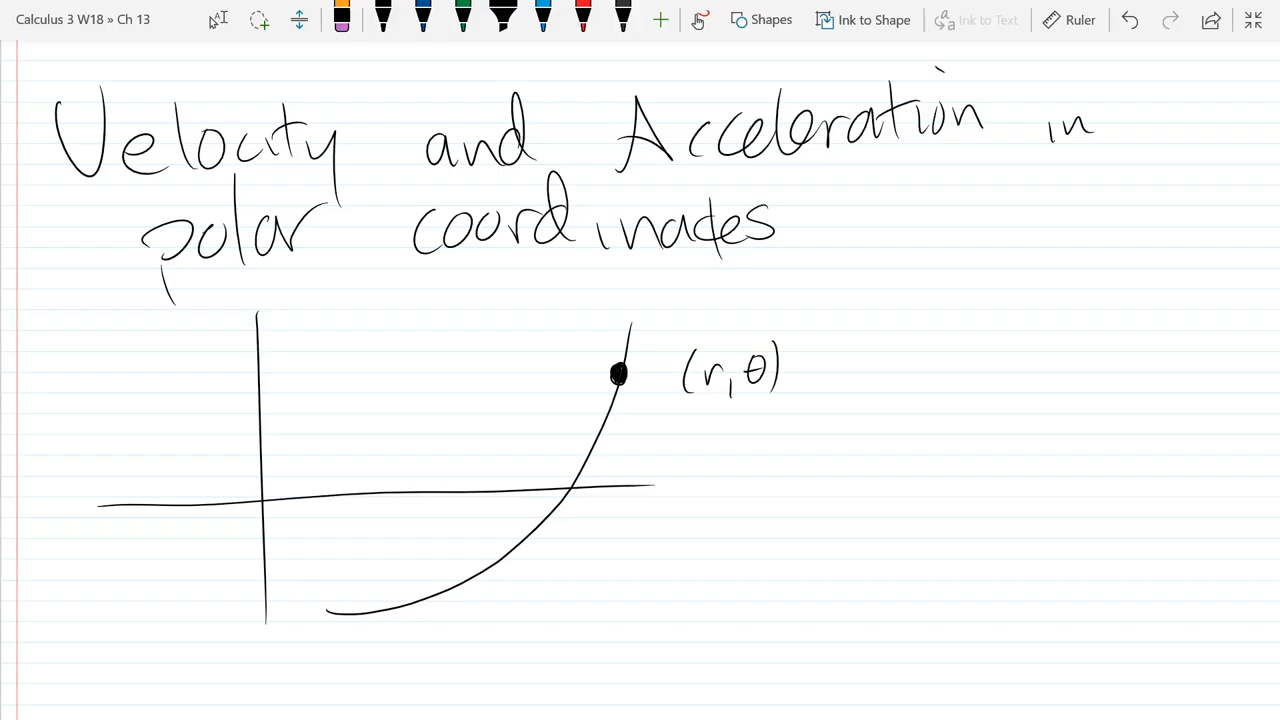 Calculus 3 W18 » Ch 13
Shapes
Ink to Shape
Ink to Text
Ruler
Velocity and Acceleration in
polar coordinates
(r, θ)